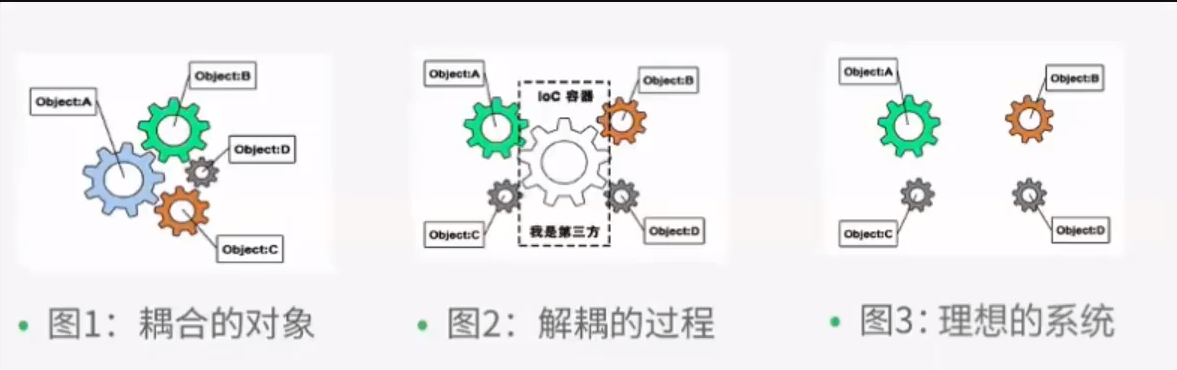 Object:B
Object:A
Object:D
Object:C
Object:A
IoC 容器
Object:B
Object:C
我是第三方
Object:D
Object:A
Object:B
Object:C
Object:D
• 图1：耦合的对象
• 图2：解耦的过程
• 图3：理想的系统